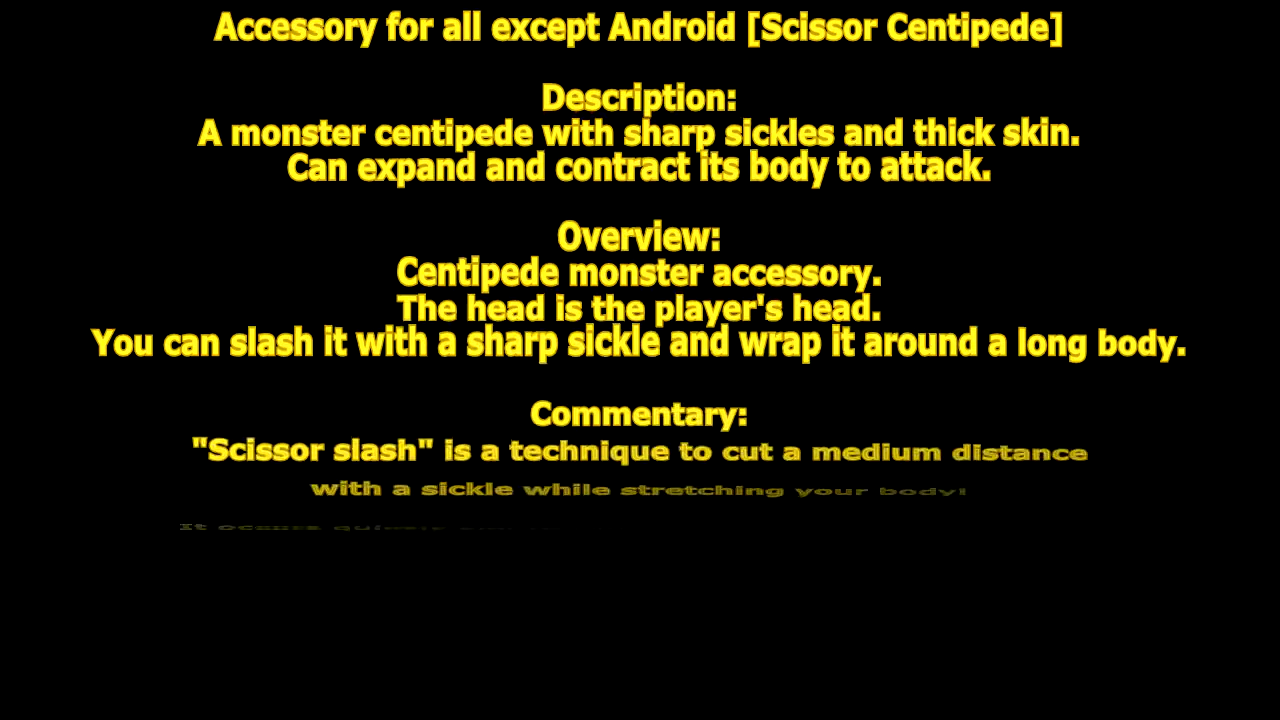 Accessory for all except Android [Scissor Centipede]
Description:
A monster centipede with sharp sickles and thick skin.
Can expand and contract its body to attack.
Overview:
Centipede monster accessory.
The head is the player's head.
You can slash it with a sharp sickle and wrap it around a long body.
Commentary:
"Scissor slash" is a technique to cut a medium distance
with a sickle while stretching your body!
It occurs